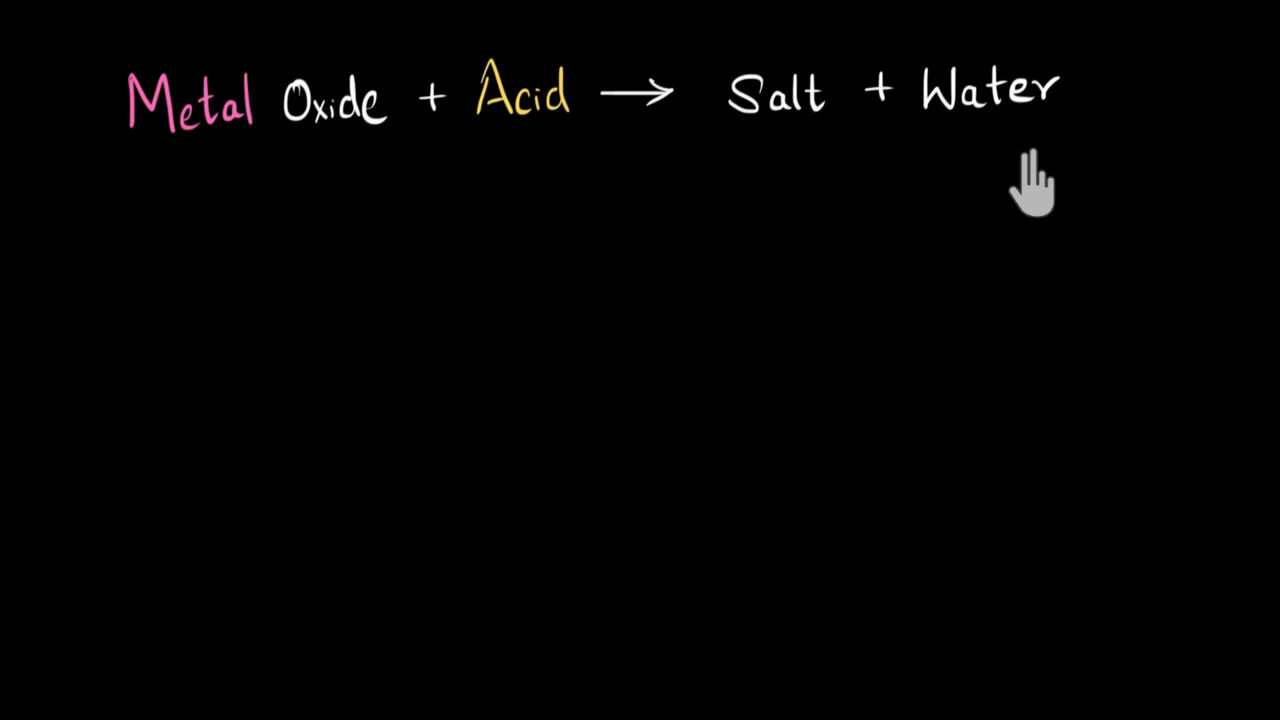 Metal Oxide + Acid → Salt + Water